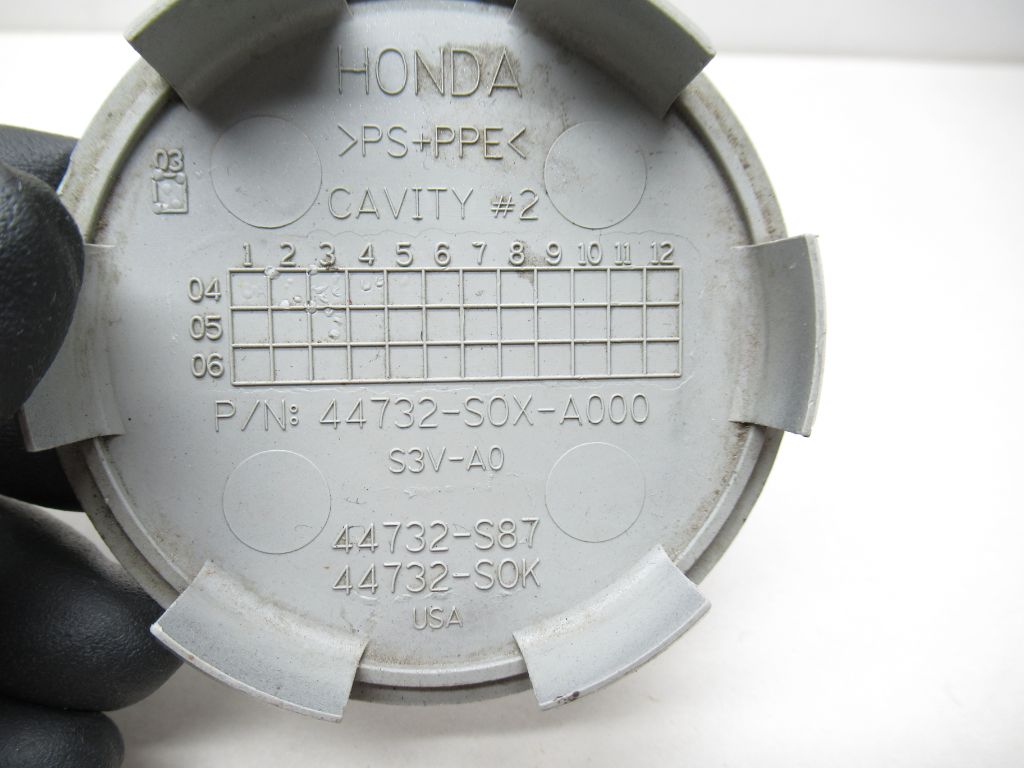 HONDA
>PS+PPE<
03
CAVITY #2
1 2 3 4 5 6 7 8 9 10 11 12
04
05
06
P/N: 44732-S0X-A000
S3V-A0
44732-S87
44732-S0K
USA